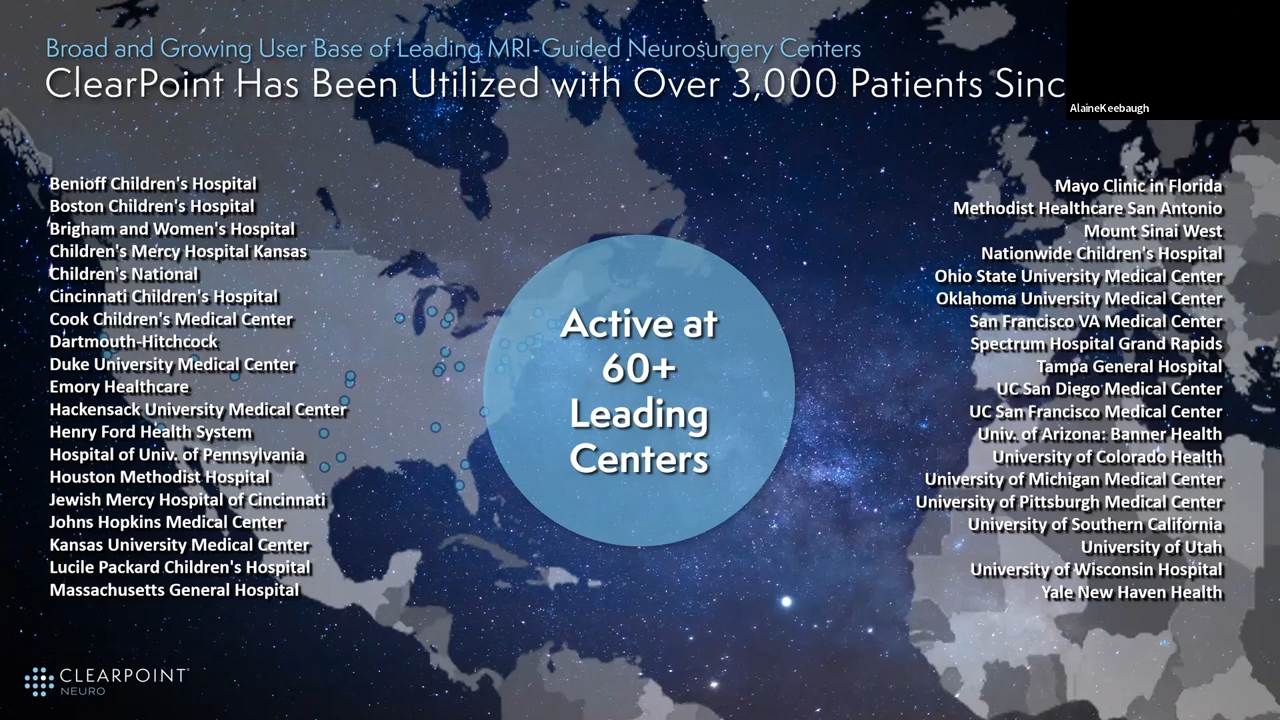 Broad and Growing User Base of Leading MRI-Guided Neurosurgery Centers
ClearPoint Has Been Utilized with Over 3,000 Patients Sinc
AlaineKeebaugh
Benioff Children's Hospital
Boston Children's Hospital
Brigham and Women's Hospital
Children's Mercy Hospital Kansas
Children's National
Cincinnati Children's Hospital
Cook Children's Medical Center
Dartmouth-Hitchcock
Duke University Medical Center
Emory Healthcare
Hackensack University Medical Center
Henry Ford Health System
Hospital of Univ. of Pennsylvania
Houston Methodist Hospital
Jewish Mercy Hospital of Cincinnati
Johns Hopkins Medical Center
Kansas University Medical Center
Lucile Packard Children's Hospital
Massachusetts General Hospital
Active at
60+
Leading
Centers
Mayo Clinic in Florida
Methodist Healthcare San Antonio
Mount Sinai West
Nationwide Children's Hospital
Ohio State University Medical Center
Oklahoma University Medical Center
San Francisco VA Medical Center
Spectrum Hospital Grand Rapids
Tampa General Hospital
UC San Diego Medical Center
UC San Francisco Medical Center
Univ. of Arizona: Banner Health
University of Colorado Health
University of Michigan Medical Center
University of Pittsburgh Medical Center
University of Southern California
University of Utah
University of Wisconsin Hospital
Yale New Haven Health
CLEARPOINT
NEURO